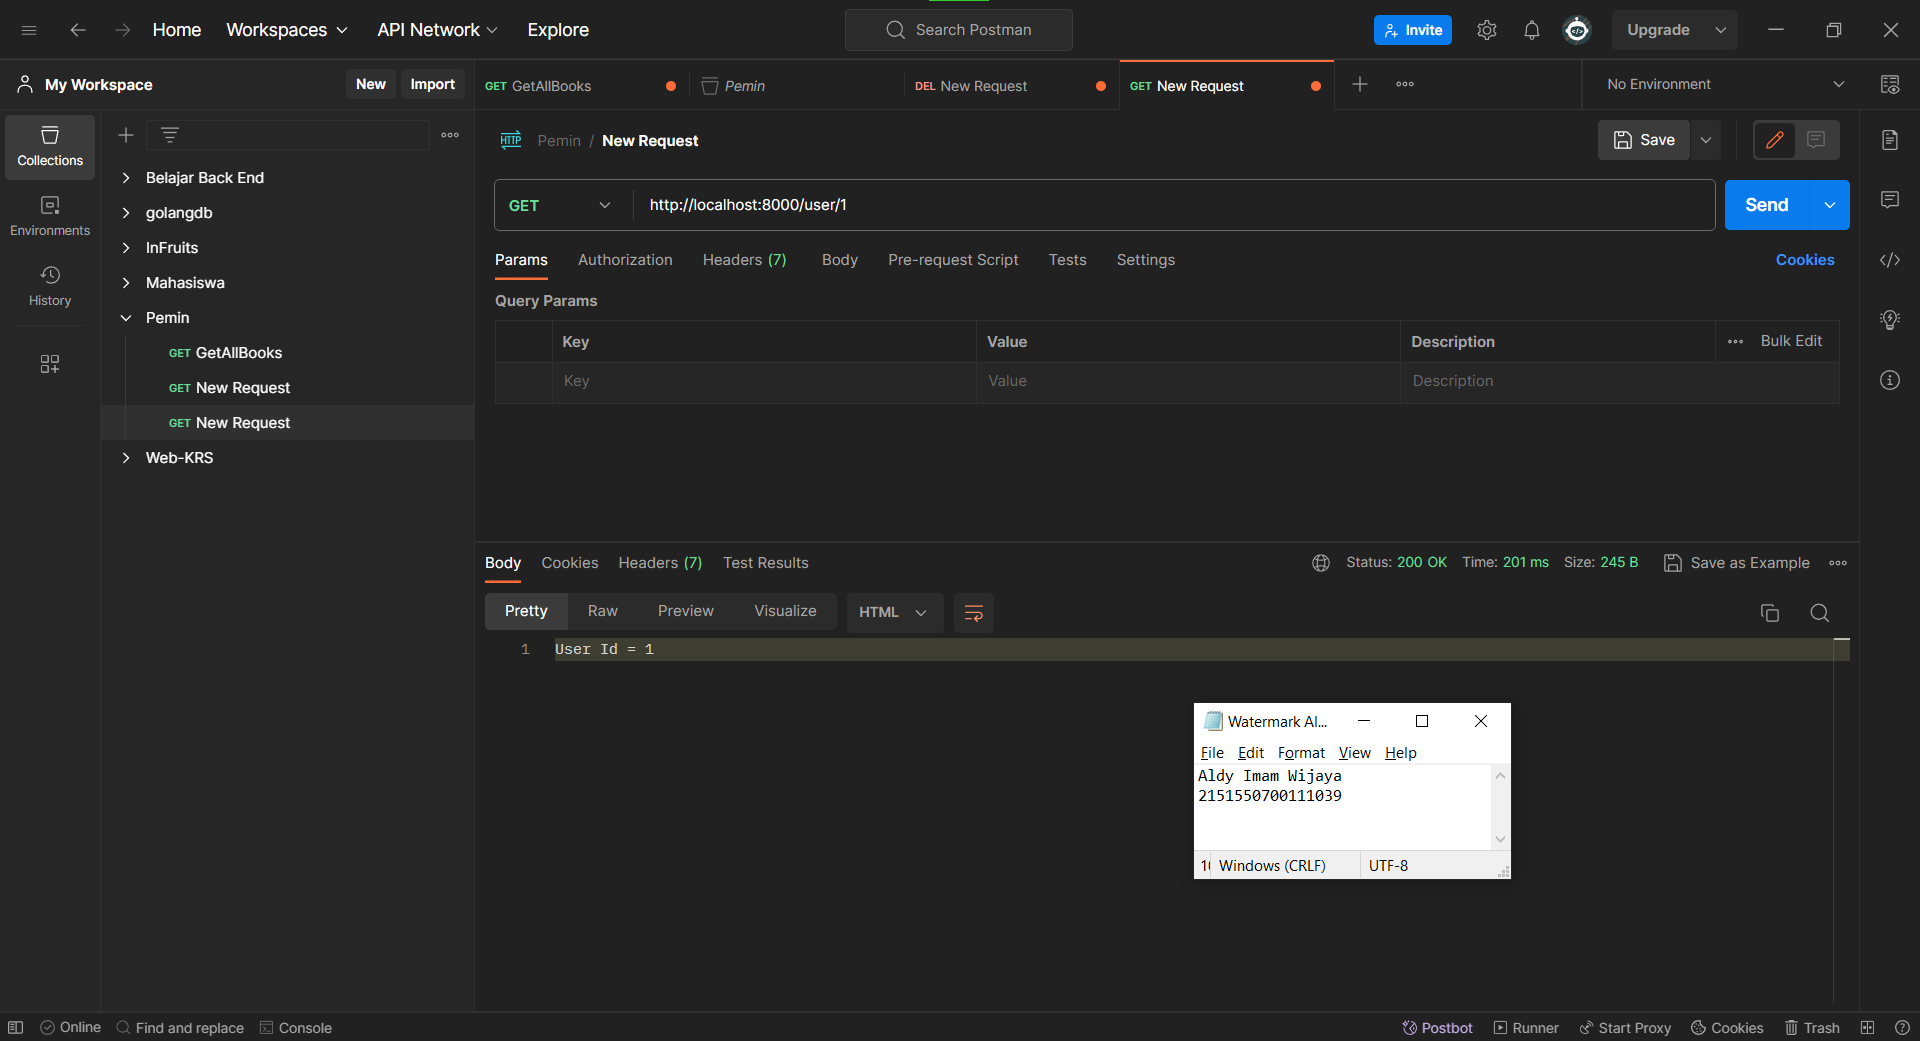 Home Workspaces API Network Explore
Search Postman
Invite Upgrade
My Workspace New Import
GET GetAllBooks
Pemin
DEL New Request
GET New Request
No Environment
Collections
Environments
History
Belajar Back End
golangdb
InFruits
Mahasiswa
Pemin
GET GetAllBooks
GET New Request
GET New Request
Web-KRS
HTTP Pemin / New Request
Save
GET http://localhost:8000/user/1
Send
Params Authorization Headers (7) Body Pre-request Script Tests Settings Cookies
Query Params
Key Value Description Bulk Edit
Key Value Description
Body Cookies Headers (7) Test Results
Status: 200 OK Time: 201 ms Size: 245 B Save as Example
Pretty Raw Preview Visualize HTML
1 User Id = 1
Watermark Al...
File Edit Format View Help
Aldy Imam Wijaya
2151550700111039
Windows (CRLF) UTF-8
Online Find and replace Console
Postbot Runner Start Proxy Cookies Trash